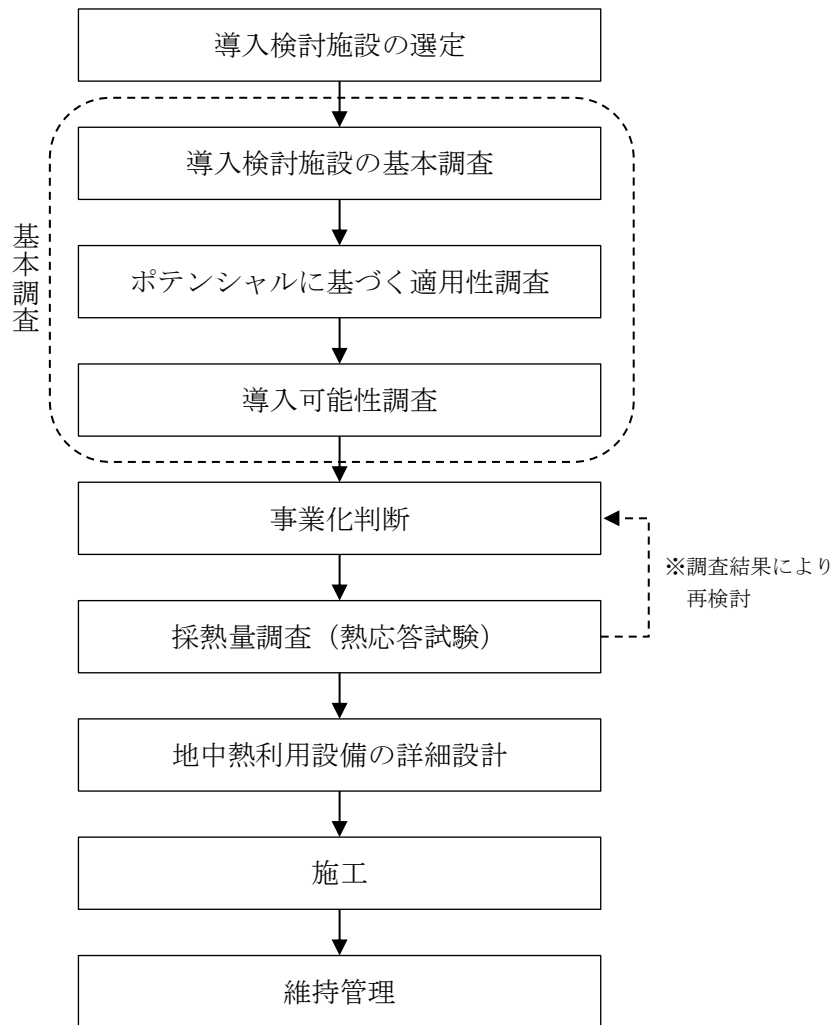 導入検討施設の選定
基本調査
導入検討施設の基本調査
ポテンシャルに基づく適用性調査
導入可能性調査
事業化判断
※調査結果により
再検討
採熱量調査（熱応答試験）
地中熱利用設備の詳細設計
施工
維持管理